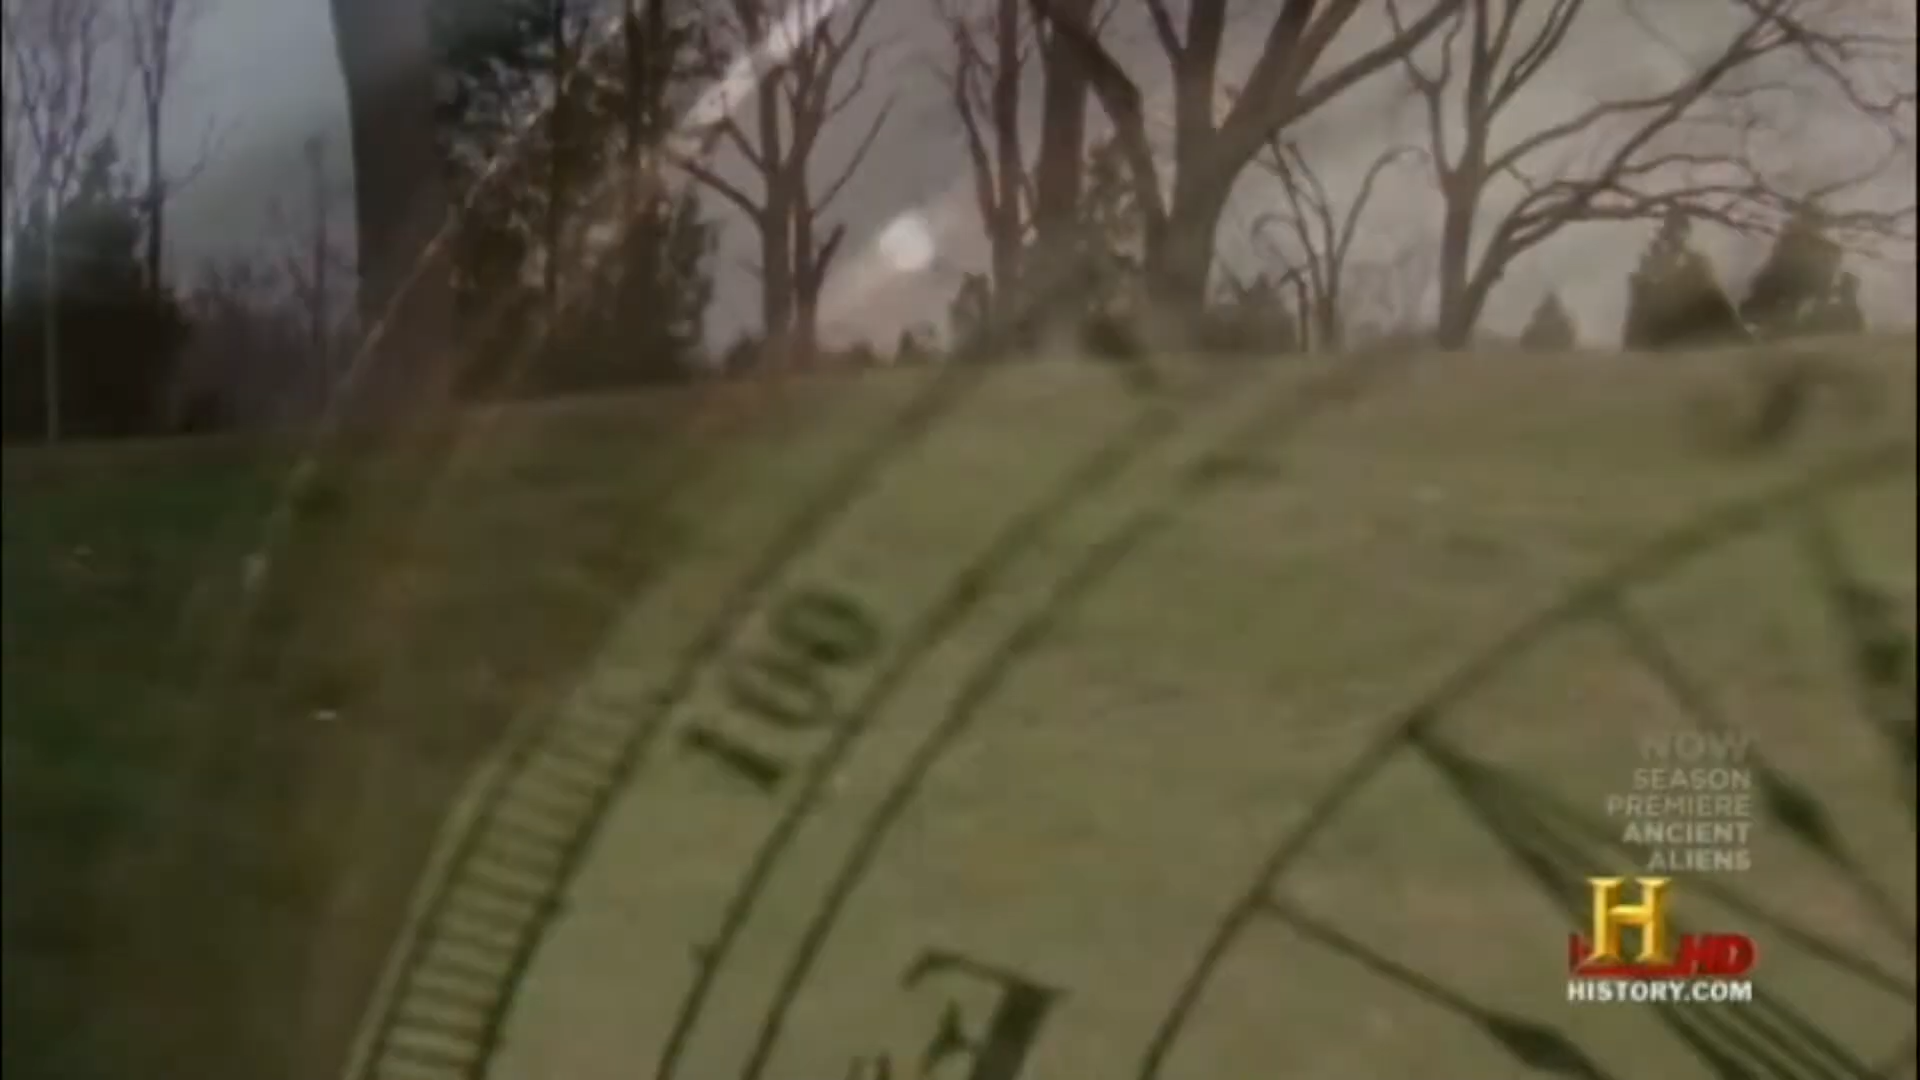 100
E
NOW
SEASON
PREMIERE
ANCIENT
ALIENS
H
HD
HISTORY.COM